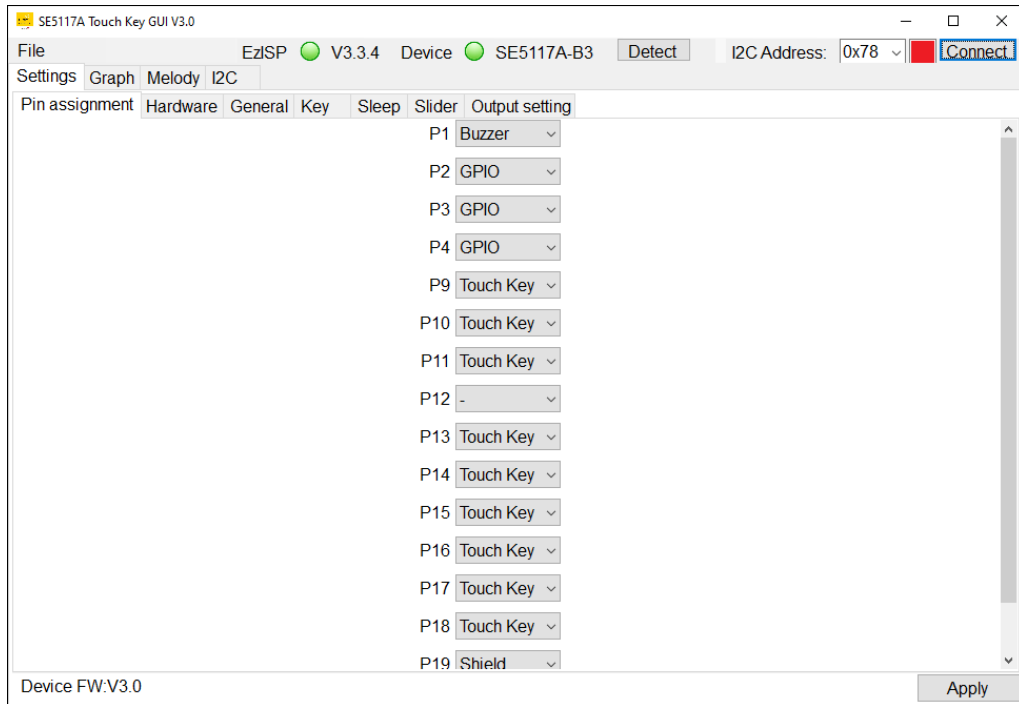 SE5117A Touch Key GUI V3.0
File EzISP V3.3.4 Device SE5117A-B3 Detect I2C Address: 0x78 Connect
Settings Graph Melody I2C
Pin assignment Hardware General Key Sleep Slider Output setting
P1 Buzzer
P2 GPIO
P3 GPIO
P4 GPIO
P9 Touch Key
P10 Touch Key
P11 Touch Key
P12 -
P13 Touch Key
P14 Touch Key
P15 Touch Key
P16 Touch Key
P17 Touch Key
P18 Touch Key
P19 Shield
Device FW:V3.0 Apply